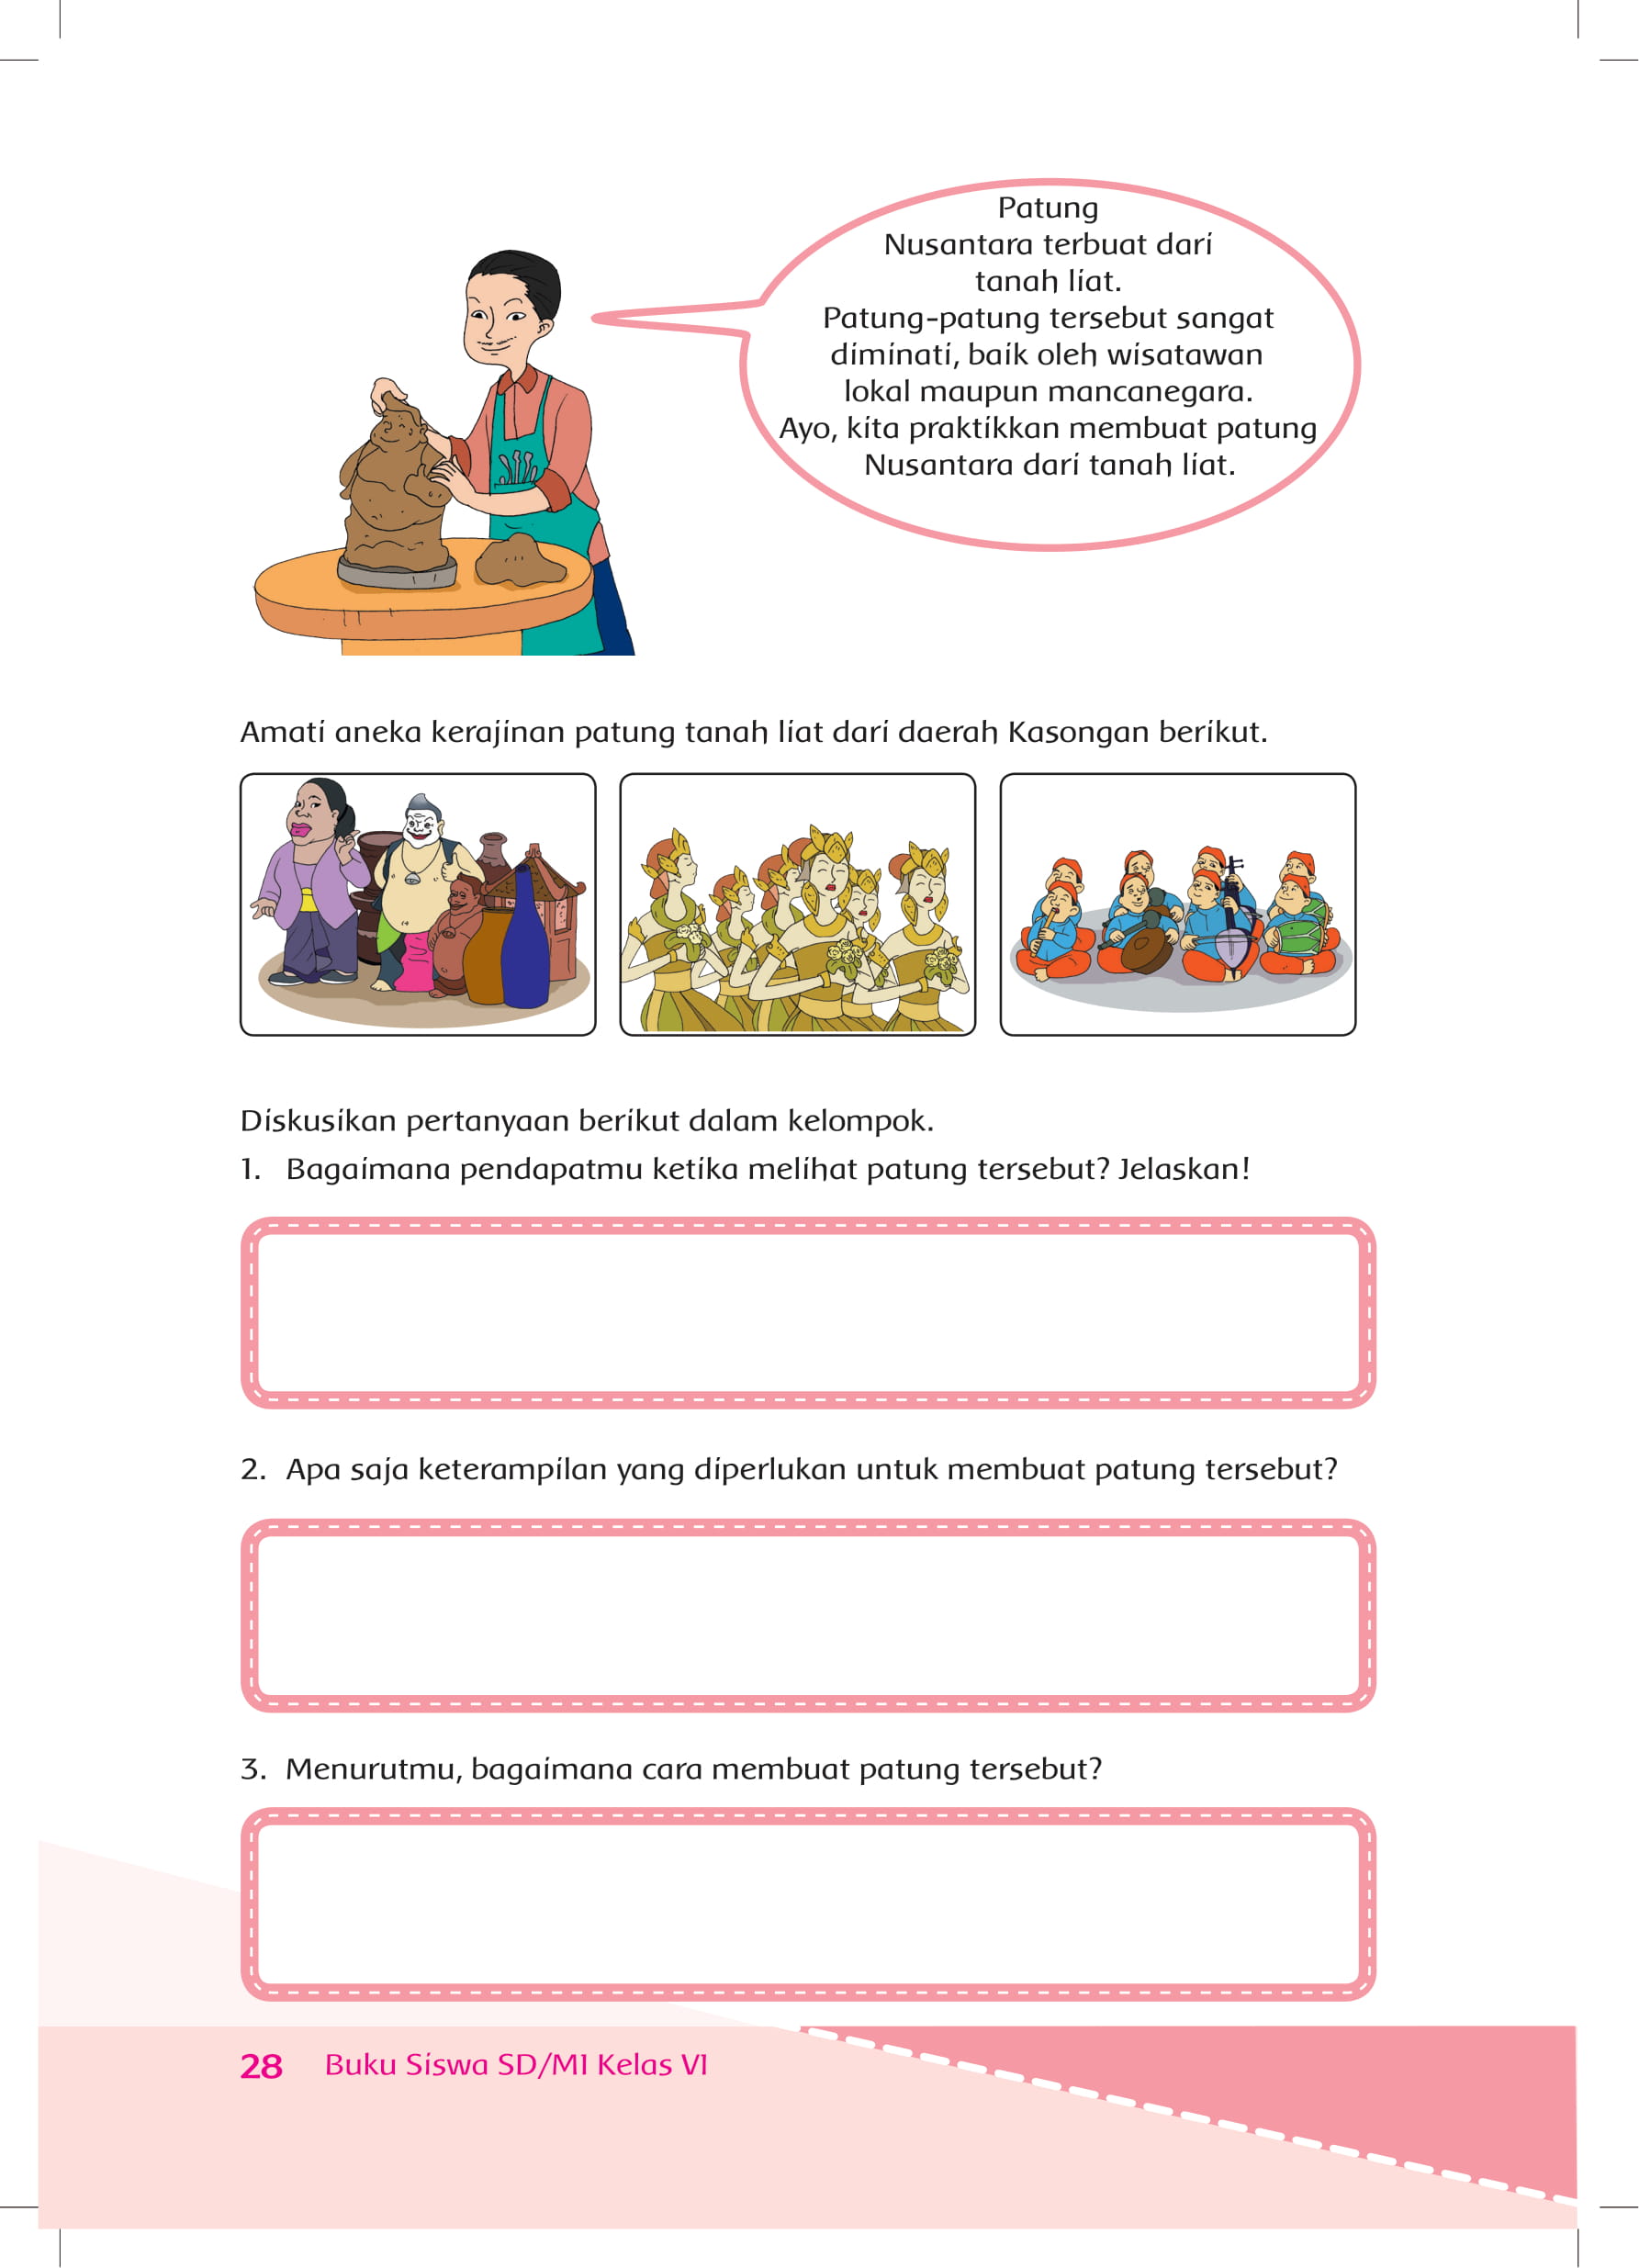 Patung
Nusantara terbuat dari
tanah liat.
Patung-patung tersebut sangat
diminati, baik oleh wisatawan
lokal maupun mancanegara.
Ayo, kita praktikkan membuat patung
Nusantara dari tanah liat.
Amati aneka kerajinan patung tanah liat dari daerah Kasongan berikut.
Diskusikan pertanyaan berikut dalam kelompok.
1. Bagaimana pendapatmu ketika melihat patung tersebut? Jelaskan!
2. Apa saja keterampilan yang diperlukan untuk membuat patung tersebut?
3. Menurutmu, bagaimana cara membuat patung tersebut?
28 Buku Siswa SD/MI Kelas VI